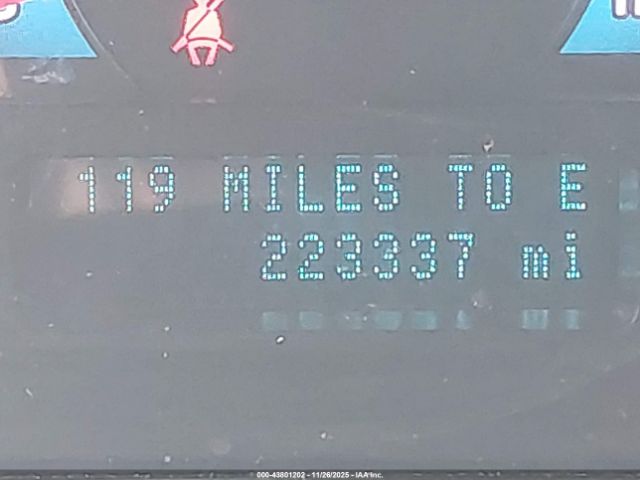 119 MILES TO E
223337 mi
000-43801202 - 11/26/2025 - IAA Inc.